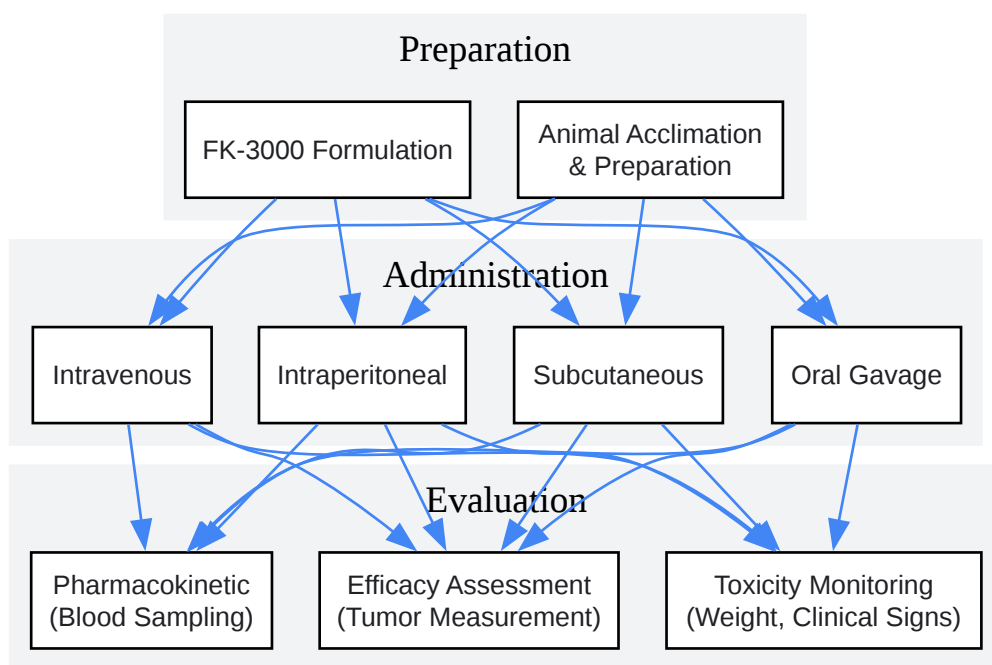 Preparation
FK-3000 Formulation
Animal Acclimation
& Preparation
Administration
Intravenous
Intraperitoneal
Subcutaneous
Oral Gavage
Evaluation
Pharmacokinetic
(Blood Sampling)
Efficacy Assessment
(Tumor Measurement)
Toxicity Monitoring
(Weight, Clinical Signs)